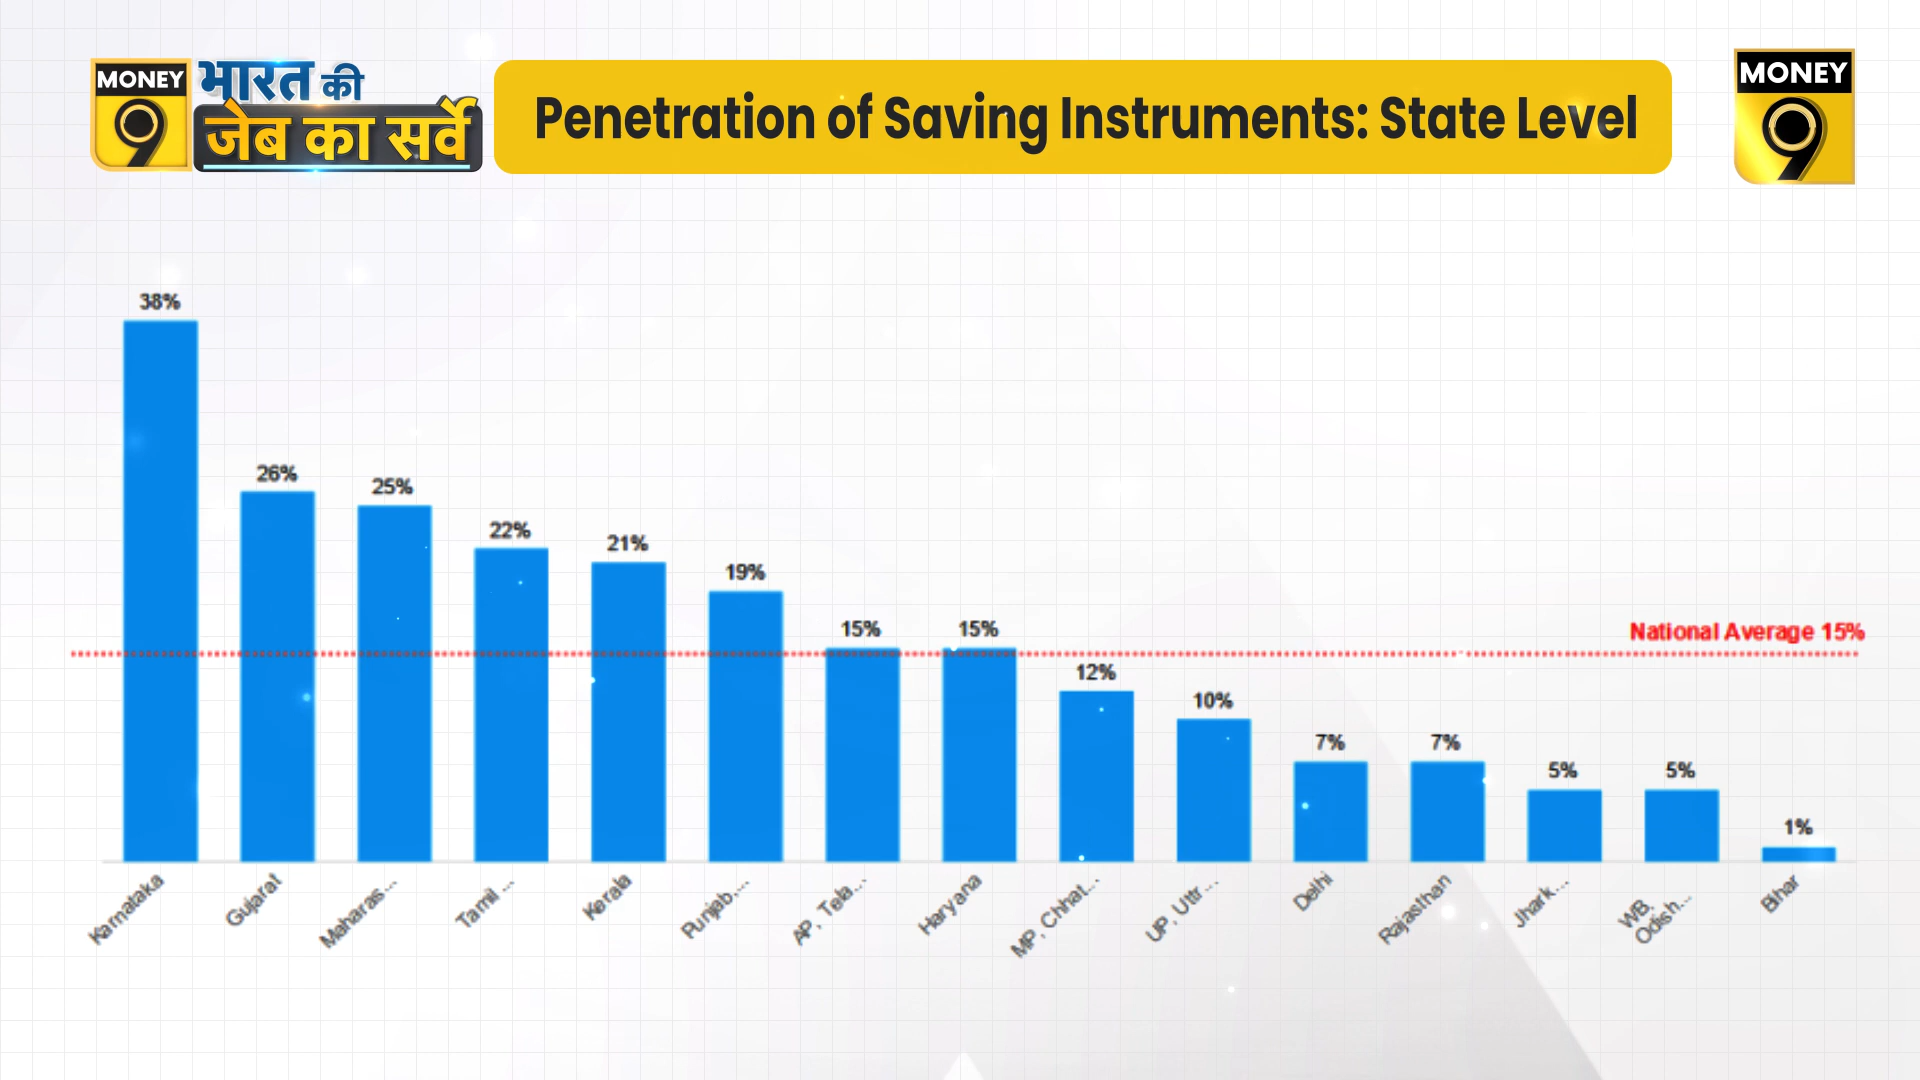 MONEY
9
भारत की
जेब का सर्वे
Penetration of Saving Instruments: State Level
MONEY
9
38%
26%
25%
22%
21%
19%
15%
15%
12%
10%
7%
7%
5%
5%
1%
National Average 15%
Karnataka
Gujarat
Maharas...
Tamil ...
Kerala
Punjab,...
AP, Tela...
Haryana
MP, Chhat...
UP, Uttr...
Delhi
Rajasthan
Jhark...
WB,
Odish...
Bihar